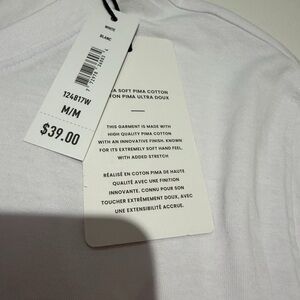 WHITE
BLANC
124817W
M/M
$39.00
SOFT PIMA COTTON
ON PIMA ULTRA DOUX
THIS GARMENT IS MADE WITH
HIGH QUALITY PIMA COTTON
WITH AN INNOVATIVE FINISH. KNOWN
FOR ITS EXTREMELY SOFT HAND FEEL,
WITH ADDED STRETCH
RÉALISÉ EN COTON PIMA DE HAUTE
QUALITÉ AVEC UNE FINITION
INNOVANTE. CONNU POUR SON
TOUCHER EXTRÊMEMENT DOUX, AVEC
UNE EXTENSIBILITÉ ACCRUE.